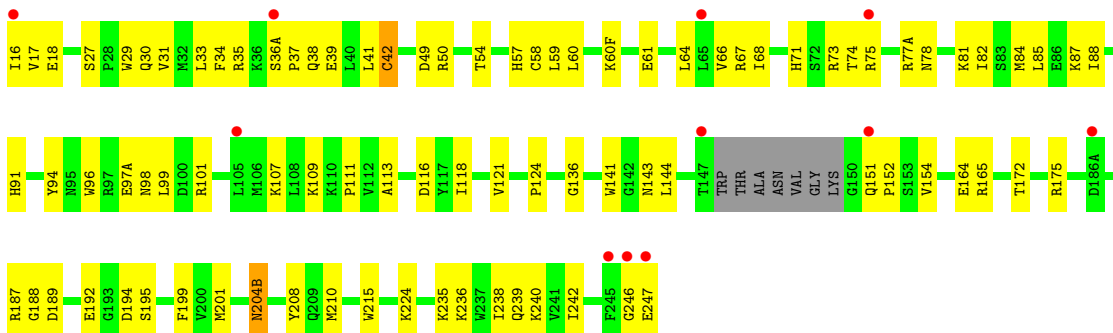 I16 V17 E18 S27 P28 W29 Q30 V31 M32 L33 F34 R35 K36 S36A P37 Q38 E39 L40 L41 C42 D49 R50 T54 H57 C58 L59 L60 K60F E61 L64 L65 V66 R67 I68 H71 S72 R73 T74 R75 R77A N78 K81 I82 S83 M84 L85 E86 K87 I88
H91 Y94 N95 W96 R97 E97A N98 L99 D100 R101 L105 M106 K107 L108 K109 K110 P111 V112 A113 D116 Y117 I118 V121 P124 G136 W141 G142 N143 L144 T147 TRP THR ALA ASN VAL GLY LYS G150 Q151 P152 S153 V154 E164 R165 T172 R175 D186A
R187 G188 D189 E192 G193 D194 S195 F199 V200 M201 N204B Y208 Q209 M210 W215 K224 K235 K236 W237 I238 Q239 K240 V241 I242 F245 G246 E247